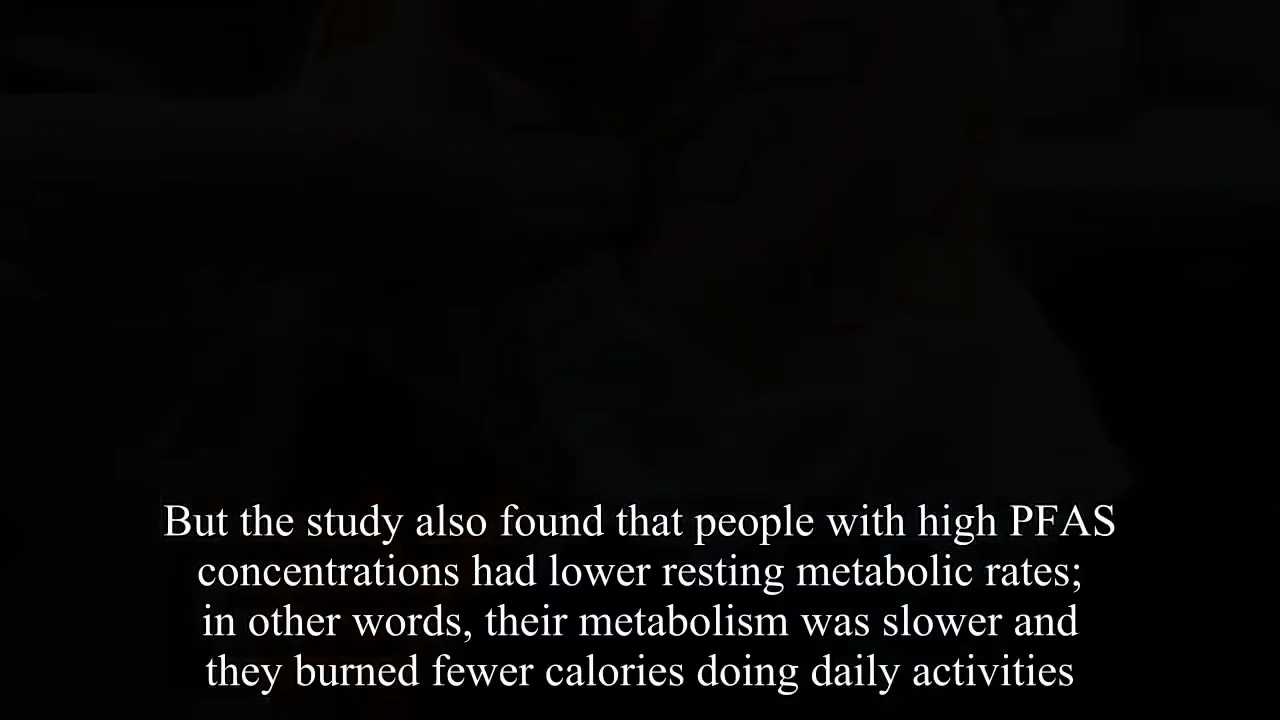 But the study also found that people with high PFAS
concentrations had lower resting metabolic rates;
in other words, their metabolism was slower and
they burned fewer calories doing daily activities